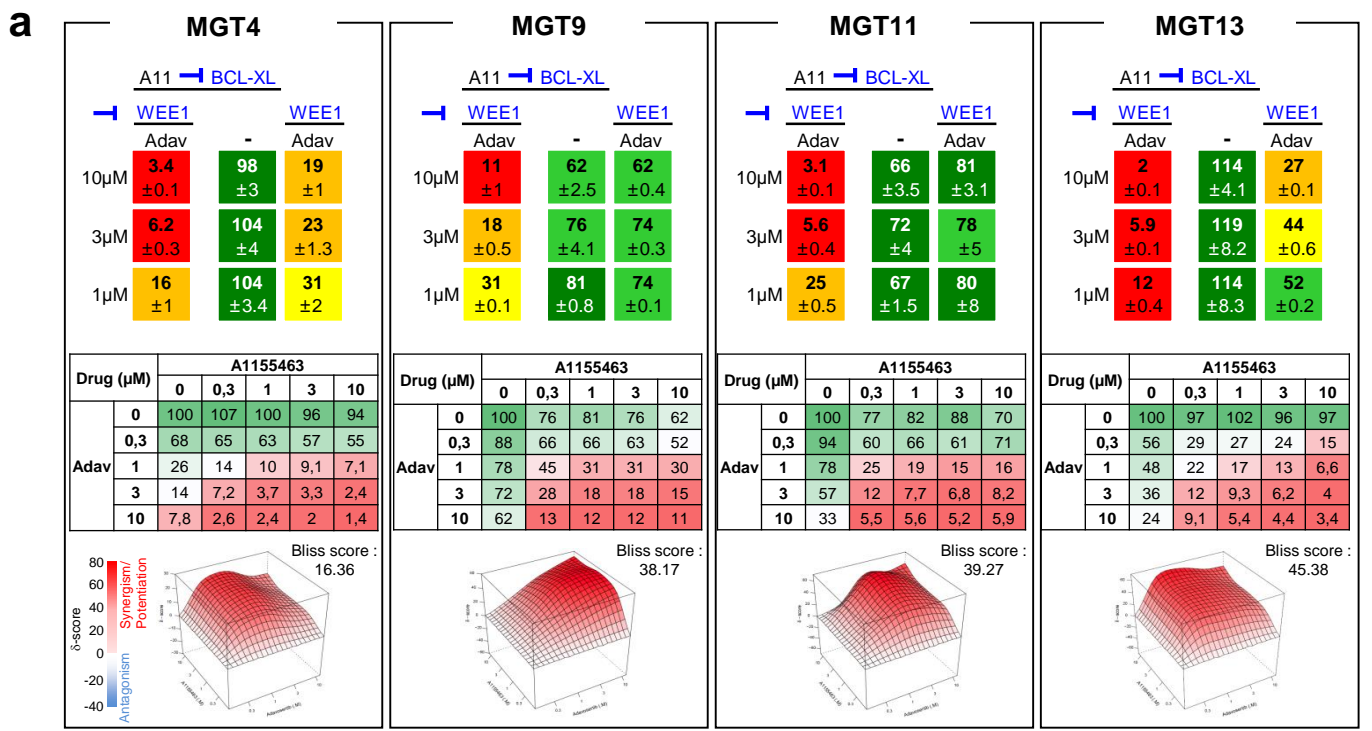 a
MGT4
A11 BCL-XL
WEE1 WEE1
Adav - Adav
10µM 3.4 ±0.1 98 ±3 19 ±1
3µM 6.2 ±0.3 104 ±4 23 ±1.3
1µM 16 ±1 104 ±3.4 31 ±2
Drug (µM) A1155463
0 0,3 1 3 10
Adav
0 100 107 100 96 94
0,3 68 65 63 57 55
1 26 14 10 9,1 7,1
3 14 7,2 3,7 3,3 2,4
10 7,8 2,6 2,4 2 1,4
Bliss score :
16.36
80
60
40
20
0
-20
-40
δ-score
Synergism/
Potentiation
Antagonism
MGT9
A11 BCL-XL
WEE1 WEE1
Adav - Adav
10µM 11 ±1 62 ±2.5 62 ±0.4
3µM 18 ±0.5 76 ±4.1 74 ±0.3
1µM 31 ±0.1 81 ±0.8 74 ±0.1
Drug (µM) A1155463
0 0,3 1 3 10
Adav
0 100 76 81 76 62
0,3 88 66 66 63 52
1 78 45 31 31 30
3 72 28 18 18 15
10 62 13 12 12 11
Bliss score :
38.17
MGT11
A11 BCL-XL
WEE1 WEE1
Adav - Adav
10µM 3.1 ±0.1 66 ±3.5 81 ±3.1
3µM 5.6 ±0.4 72 ±4 78 ±5
1µM 25 ±0.5 67 ±1.5 80 ±8
Drug (µM) A1155463
0 0,3 1 3 10
Adav
0 100 77 82 88 70
0,3 94 60 66 61 71
1 78 25 19 15 16
3 57 12 7,7 6,8 8,2
10 33 5,5 5,6 5,2 5,9
Bliss score :
39.27
MGT13
A11 BCL-XL
WEE1 WEE1
Adav - Adav
10µM 2 ±0.1 114 ±4.1 27 ±0.1
3µM 5.9 ±0.1 119 ±8.2 44 ±0.6
1µM 12 ±0.4 114 ±8.3 52 ±0.2
Drug (µM) A1155463
0 0,3 1 3 10
Adav
0 100 97 102 96 97
0,3 56 29 27 24 15
1 48 22 17 13 6,6
3 36 12 9,3 6,2 4
10 24 9,1 5,4 4,4 3,4
Bliss score :
45.38